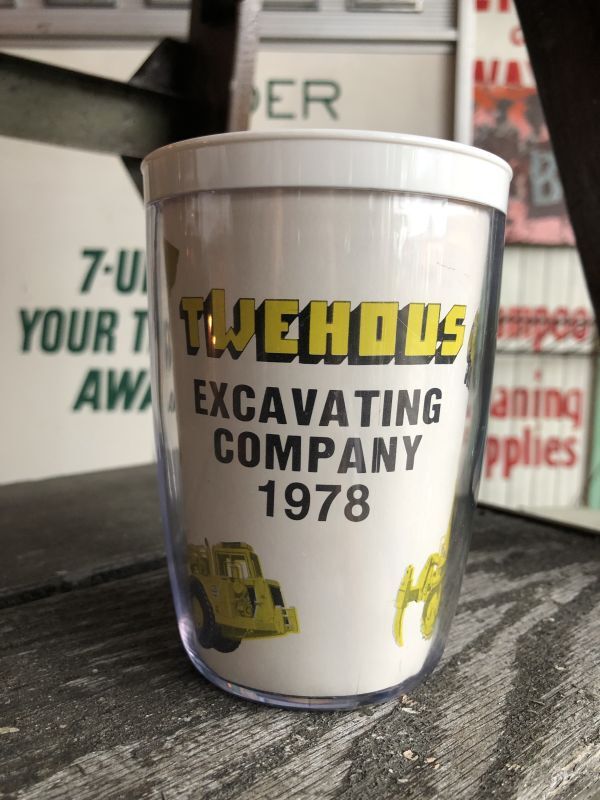 DER
7-U
YOUR T
AWA
TWEHOUS
EXCAVATING
COMPANY
1978
aning
pplies